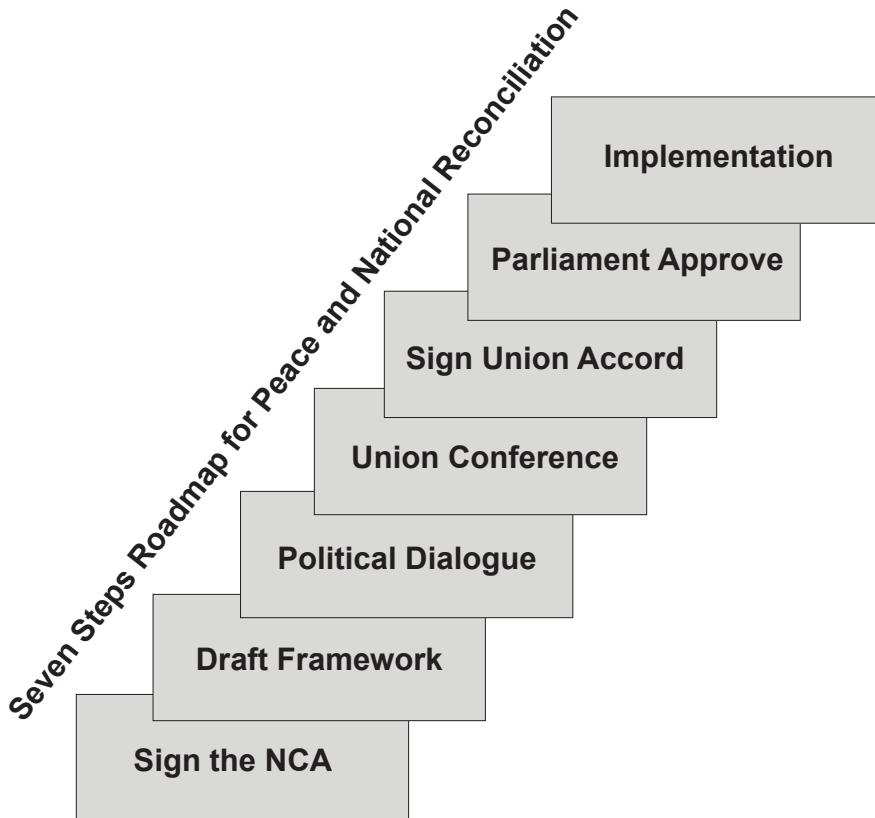 Seven Steps Roadmap for Peace and National Reconciliation
Implementation
Parliament Approve
Sign Union Accord
Union Conference
Political Dialogue
Draft Framework
Sign the NCA